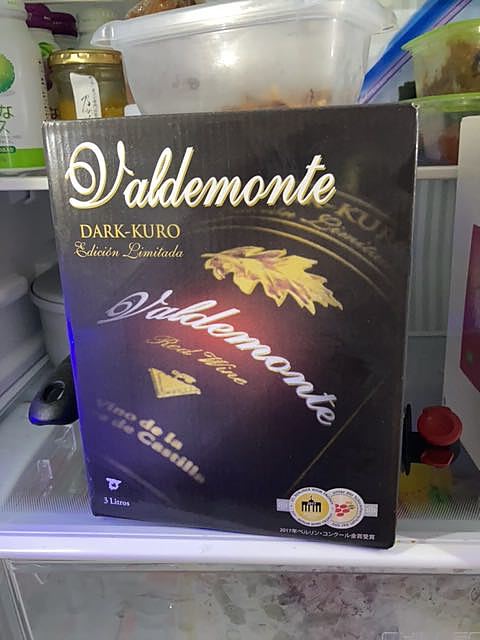 Valdemonte
DARK-KURO
Edición Limitada
Valdemonte
Red Wine
Vino de la
de Castilla
3 Litros
2017年ベルリン・コンクール金賞受賞